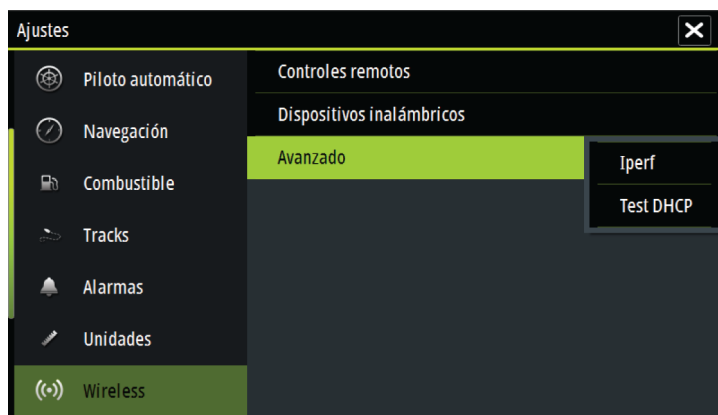 Ajustes
Piloto automático
Navegación
Combustible
Tracks
Alarmas
Unidades
Wireless
Controles remotos
Dispositivos inalámbricos
Avanzado
Iperf
Test DHCP